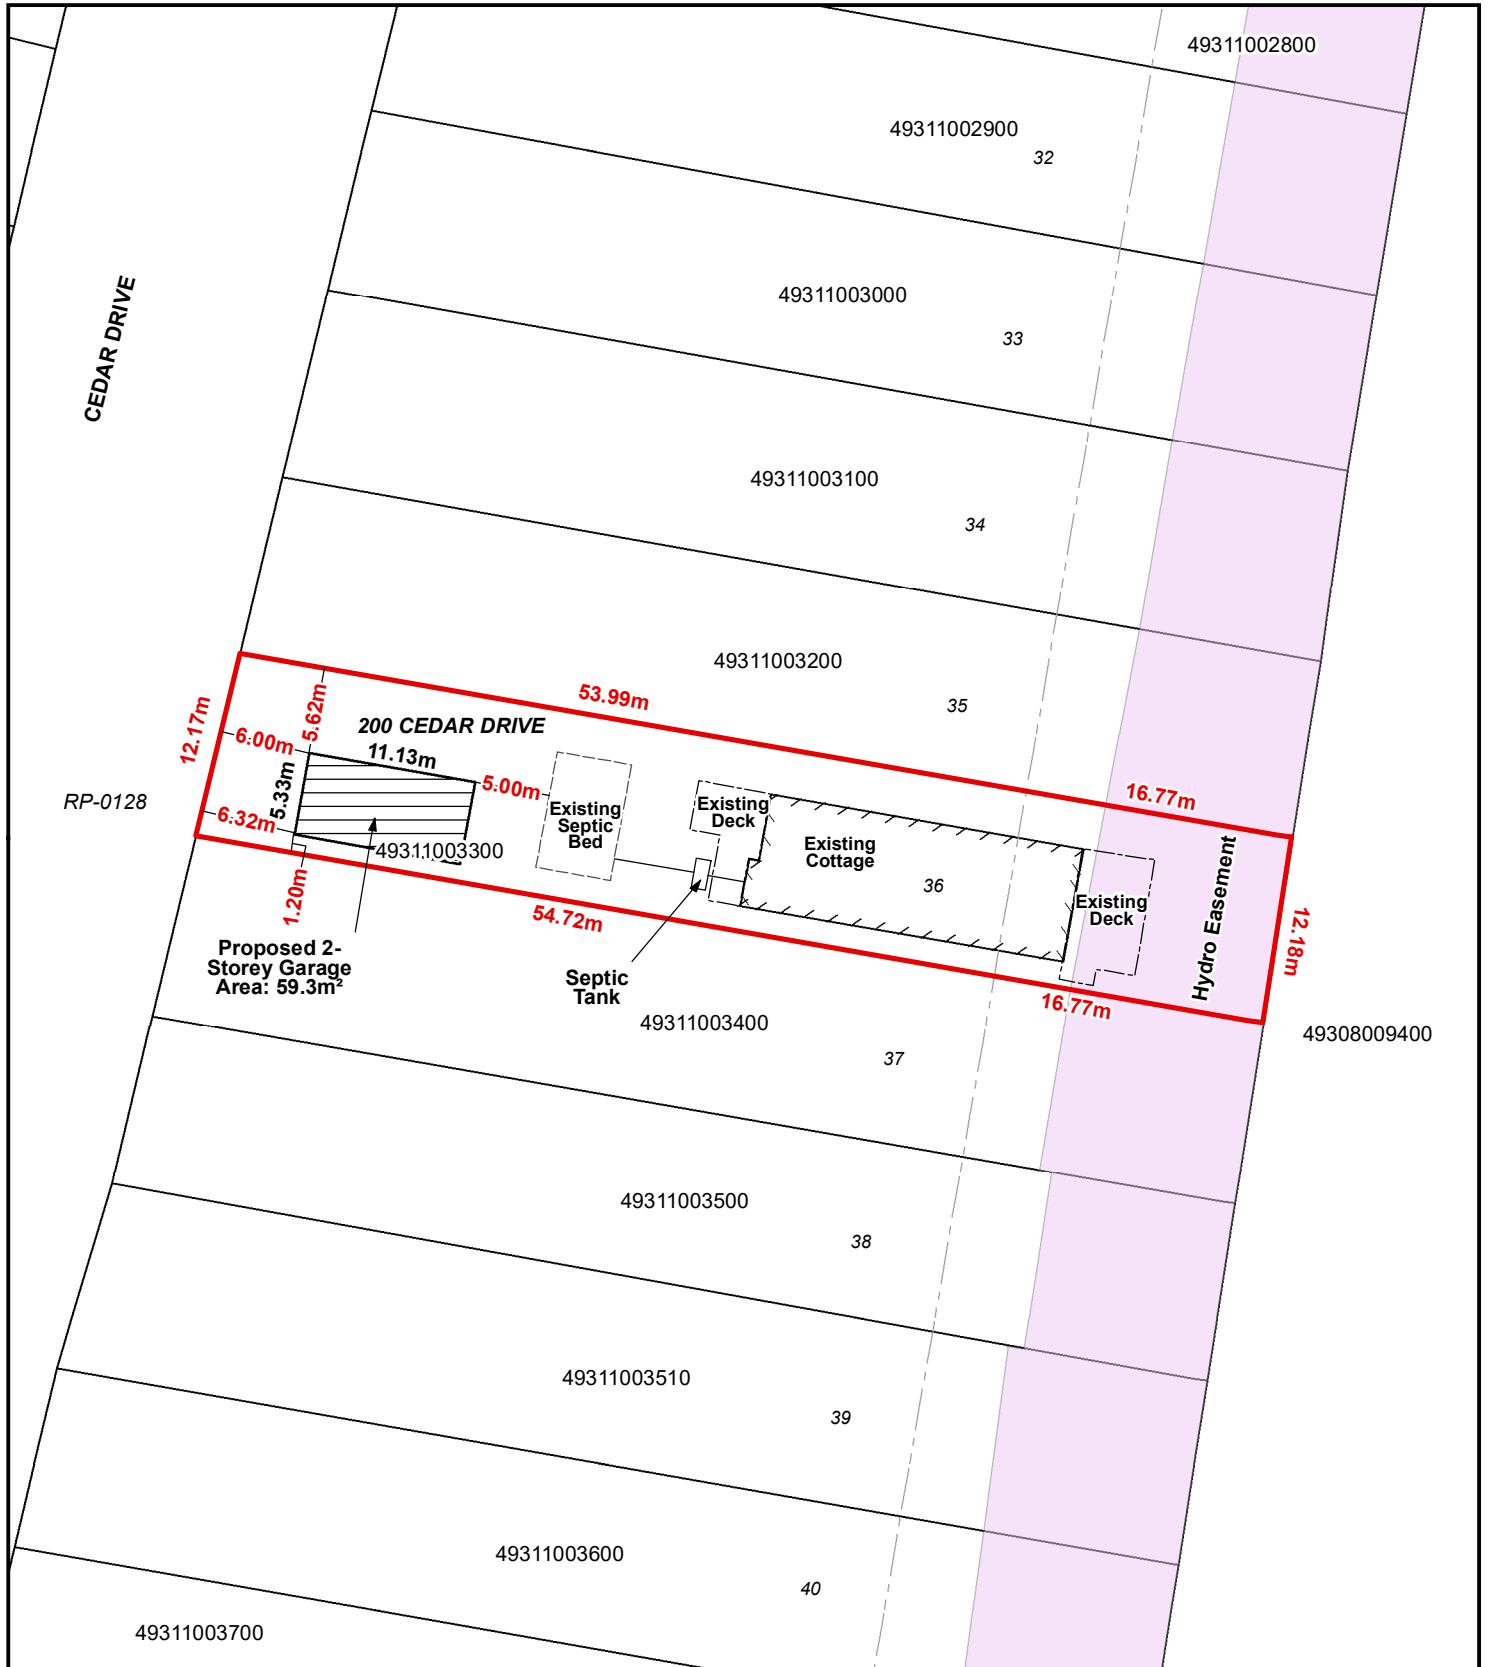 49311002800
49311002900
32
CEDAR DRIVE
49311003000
33
49311003100
34
49311003200
35
53.99m
5.62m
12.17m
200 CEDAR DRIVE
6.00m
11.13m
5.00m
16.77m
5.33m
RP-0128
6.32m
Existing
Septic
Bed
Existing
Deck
Existing
Cottage
36
49311003300
Existing
Deck
Hydro Easement
12.18m
1.20m
54.72m
Proposed 2-
Storey Garage
Area: 59.3m²
Septic
Tank
16.77m
49311003400
49308009400
37
49311003500
38
49311003510
39
49311003600
40
49311003700